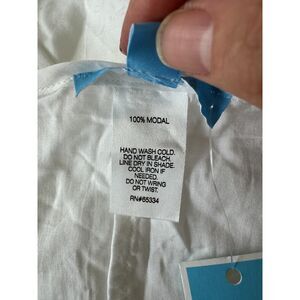 100% MODAL
HAND WASH COLD.
DO NOT BLEACH.
LINE DRY IN SHADE.
COOL IRON IF
NEEDED.
DO NOT WRING
OR TWIST.
RN#65334